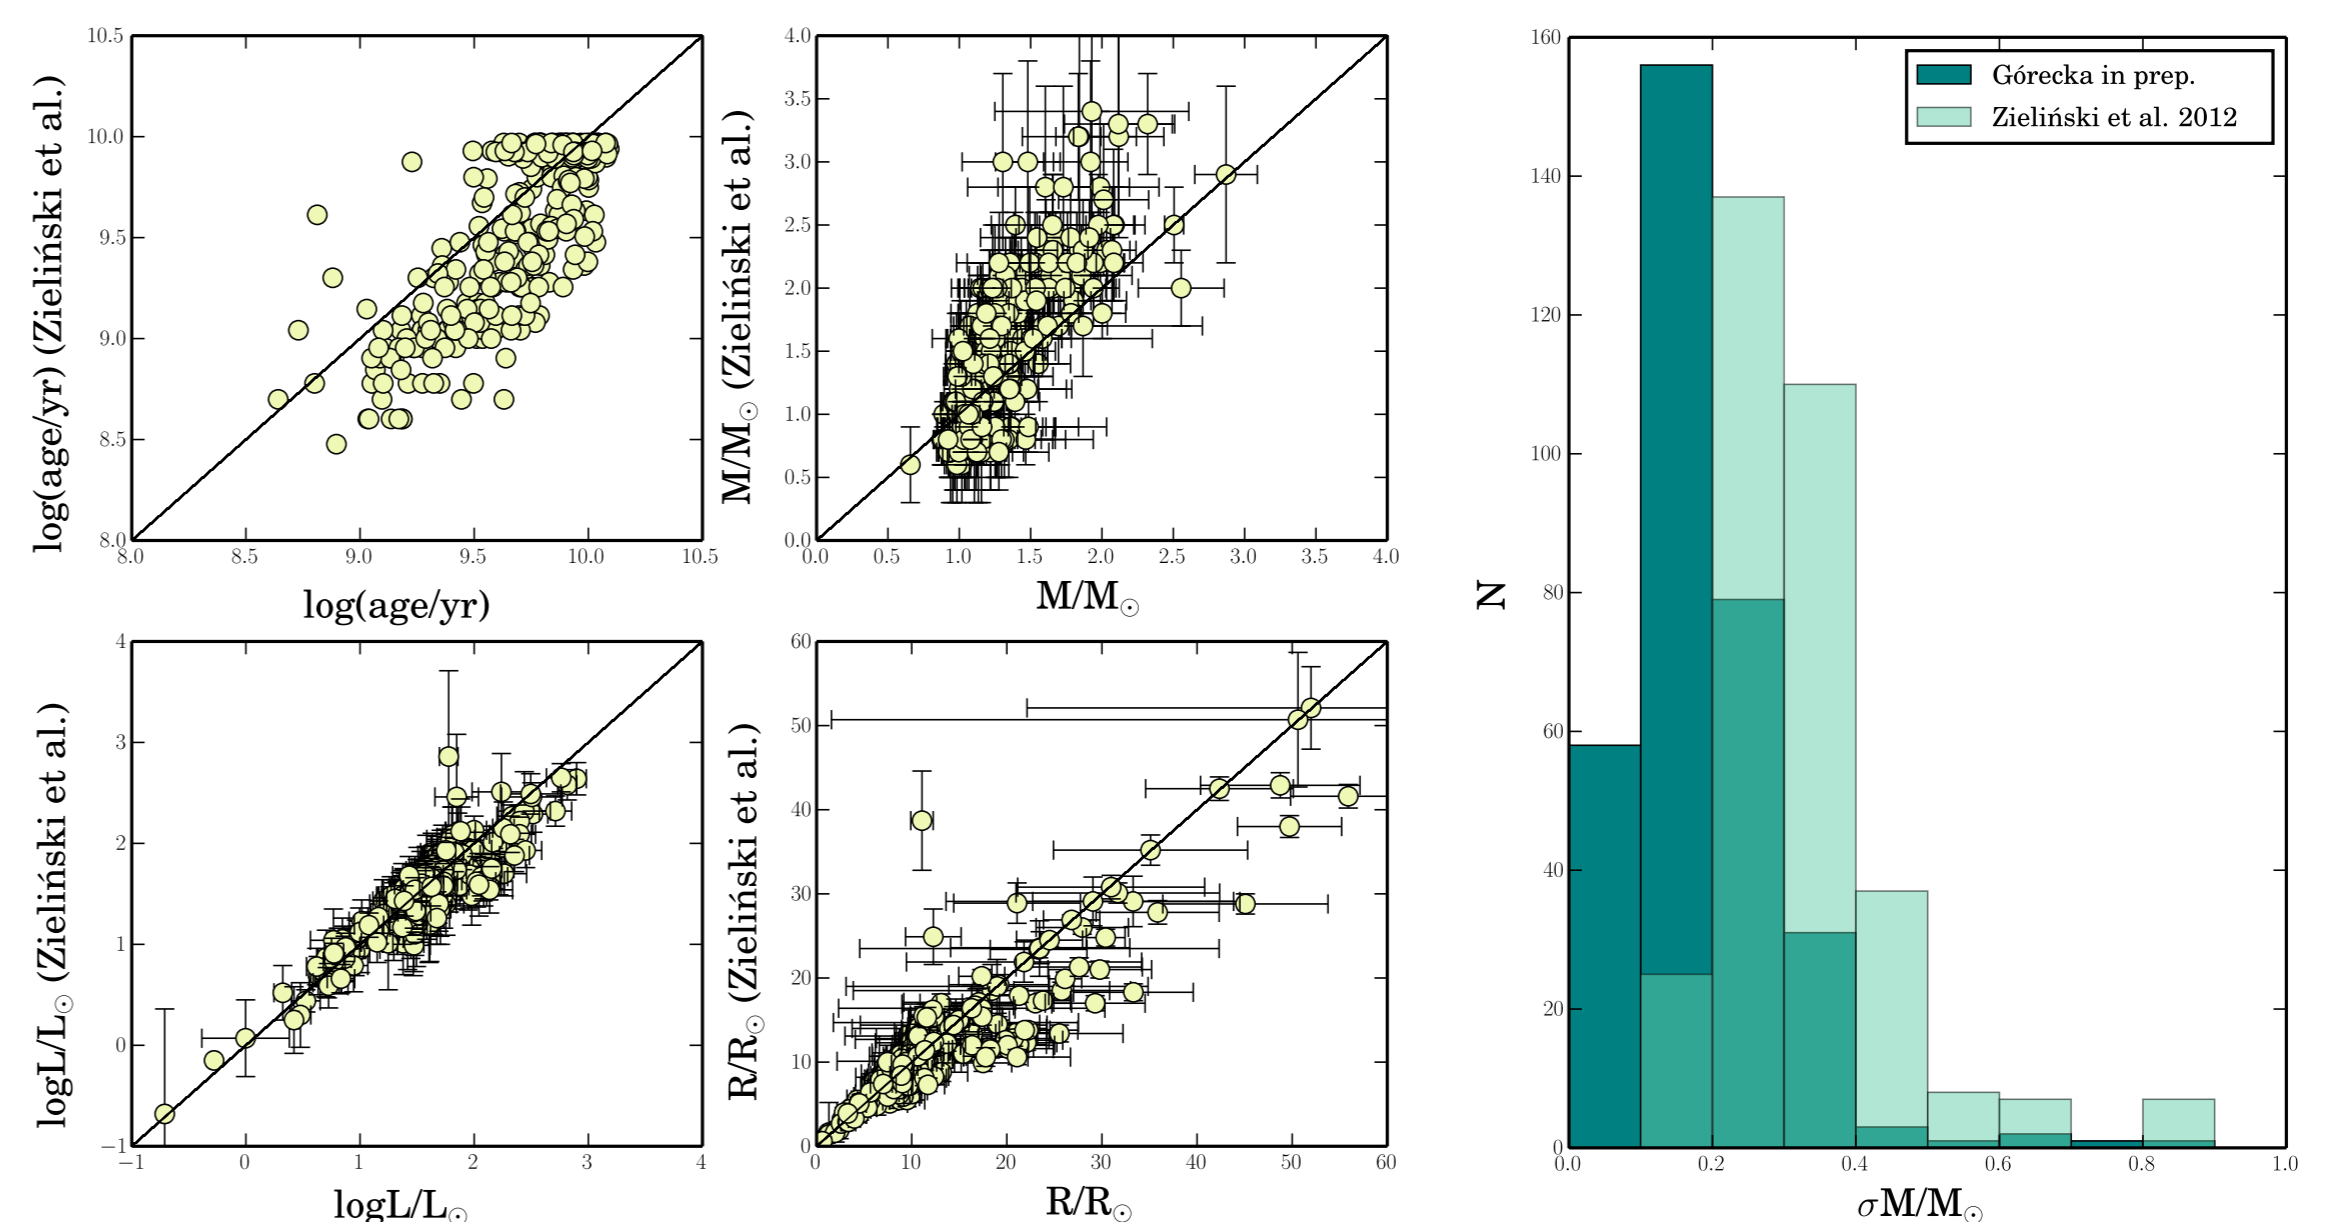 10.5
10.0
9.5
9.0
8.5
8.0
log(age/yr) (Zieliński et al.)
8.0 8.5 9.0 9.5 10.0 10.5
log(age/yr)
4.0
3.5
3.0
2.5
2.0
1.5
1.0
0.5
0.0
M/M☉ (Zieliński et al.)
0.0 0.5 1.0 1.5 2.0 2.5 3.0 3.5 4.0
M/M☉
4
3
2
1
0
−1
logL/L☉ (Zieliński et al.)
−1 0 1 2 3 4
logL/L☉
60
50
40
30
20
10
0
R/R☉ (Zieliński et al.)
0 10 20 30 40 50 60
R/R☉
160
140
120
100
80
60
40
20
0
N
Górecka in prep.
Zieliński et al. 2012
0.0 0.2 0.4 0.6 0.8 1.0
σM/M☉